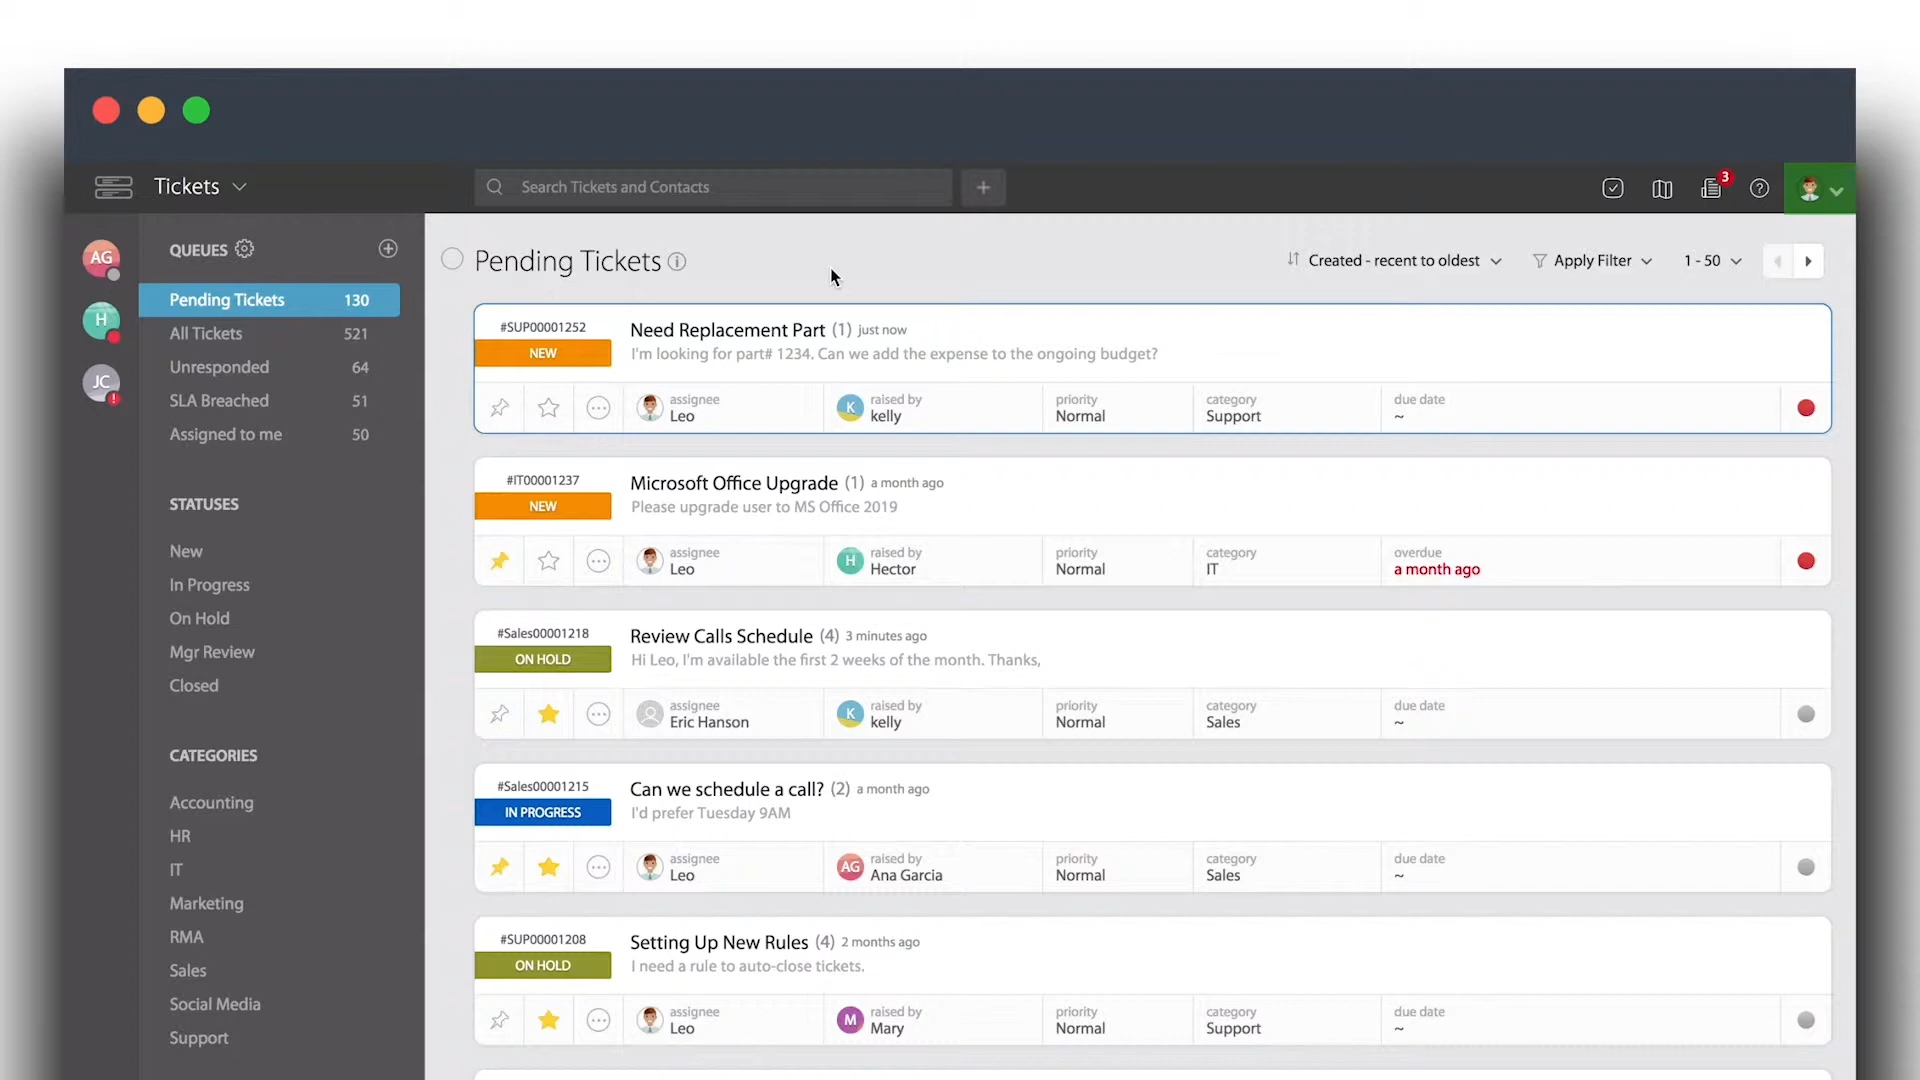 Tickets
Search Tickets and Contacts
+
3
?
AG
H
JC
!
QUEUES
Pending Tickets 130
All Tickets 521
Unresponded 64
SLA Breached 51
Assigned to me 50
STATUSES
New
In Progress
On Hold
Mgr Review
Closed
CATEGORIES
Accounting
HR
IT
Marketing
RMA
Sales
Social Media
Support
Pending Tickets
Created - recent to oldest
Apply Filter
1 - 50
#SUP00001252
NEW
Need Replacement Part (1) just now
I'm looking for part# 1234. Can we add the expense to the ongoing budget?
assignee
Leo
K
raised by
kelly
priority
Normal
category
Support
due date
~
#IT00001237
NEW
Microsoft Office Upgrade (1) a month ago
Please upgrade user to MS Office 2019
assignee
Leo
H
raised by
Hector
priority
Normal
category
IT
overdue
a month ago
#Sales00001218
ON HOLD
Review Calls Schedule (4) 3 minutes ago
Hi Leo, I'm available the first 2 weeks of the month. Thanks,
assignee
Eric Hanson
K
raised by
kelly
priority
Normal
category
Sales
due date
~
#Sales00001215
IN PROGRESS
Can we schedule a call? (2) a month ago
I'd prefer Tuesday 9AM
assignee
Leo
AG
raised by
Ana Garcia
priority
Normal
category
Sales
due date
~
#SUP00001208
ON HOLD
Setting Up New Rules (4) 2 months ago
I need a rule to auto-close tickets.
assignee
Leo
M
raised by
Mary
priority
Normal
category
Support
due date
~